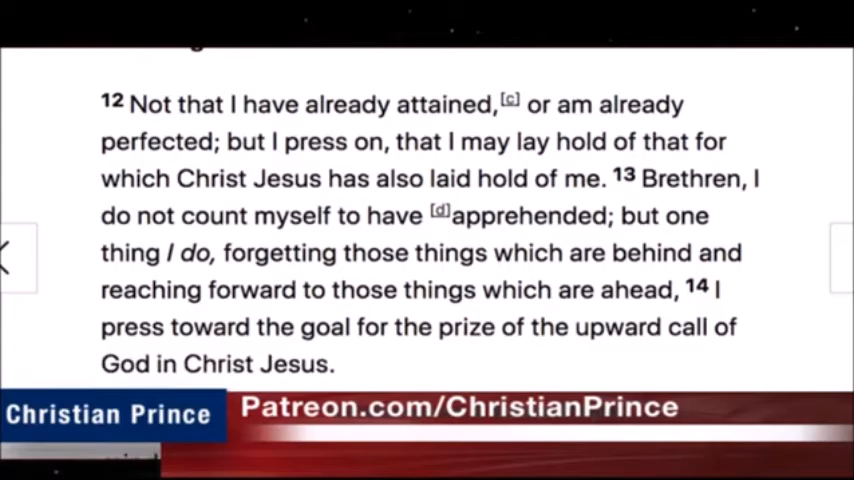 12 Not that I have already attained,[c] or am already
perfected; but I press on, that I may lay hold of that for
which Christ Jesus has also laid hold of me. 13 Brethren, I
do not count myself to have [d]apprehended; but one
thing I do, forgetting those things which are behind and
reaching forward to those things which are ahead, 14 I
press toward the goal for the prize of the upward call of
God in Christ Jesus.
Christian Prince
Patreon.com/ChristianPrince